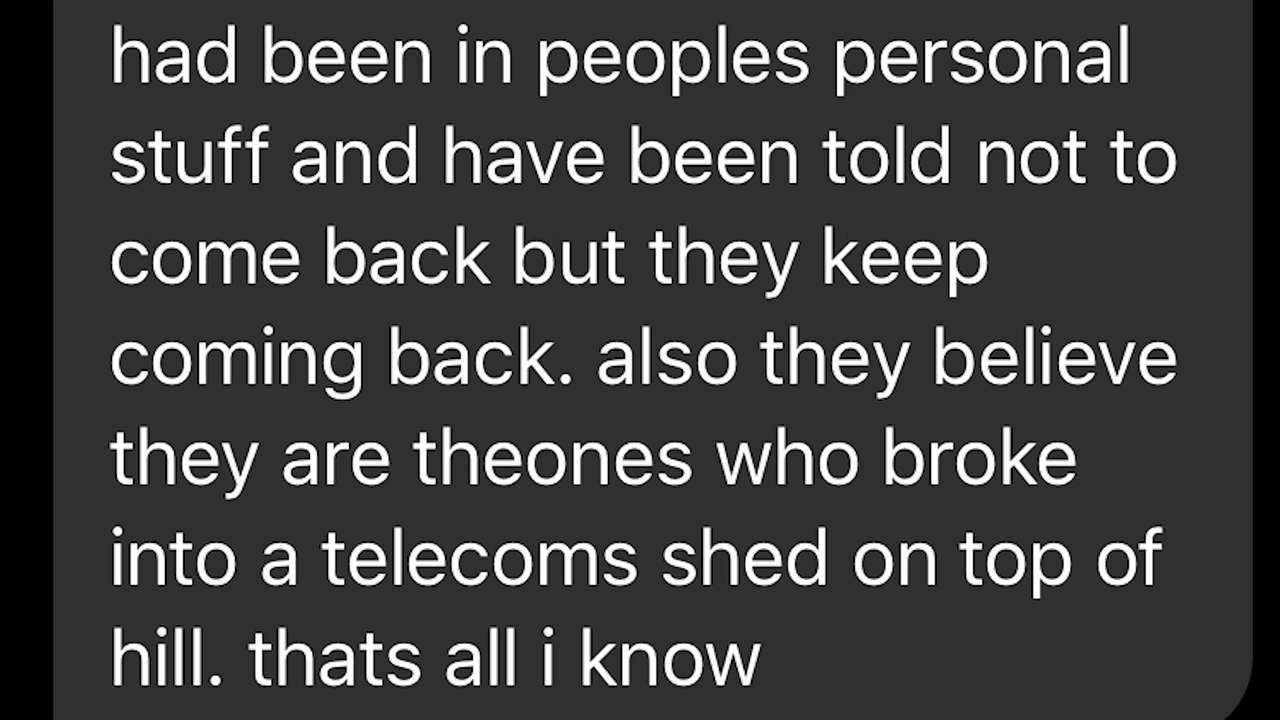 had been in peoples personal
stuff and have been told not to
come back but they keep
coming back. also they believe
they are theones who broke
into a telecoms shed on top of
hill. thats all i know